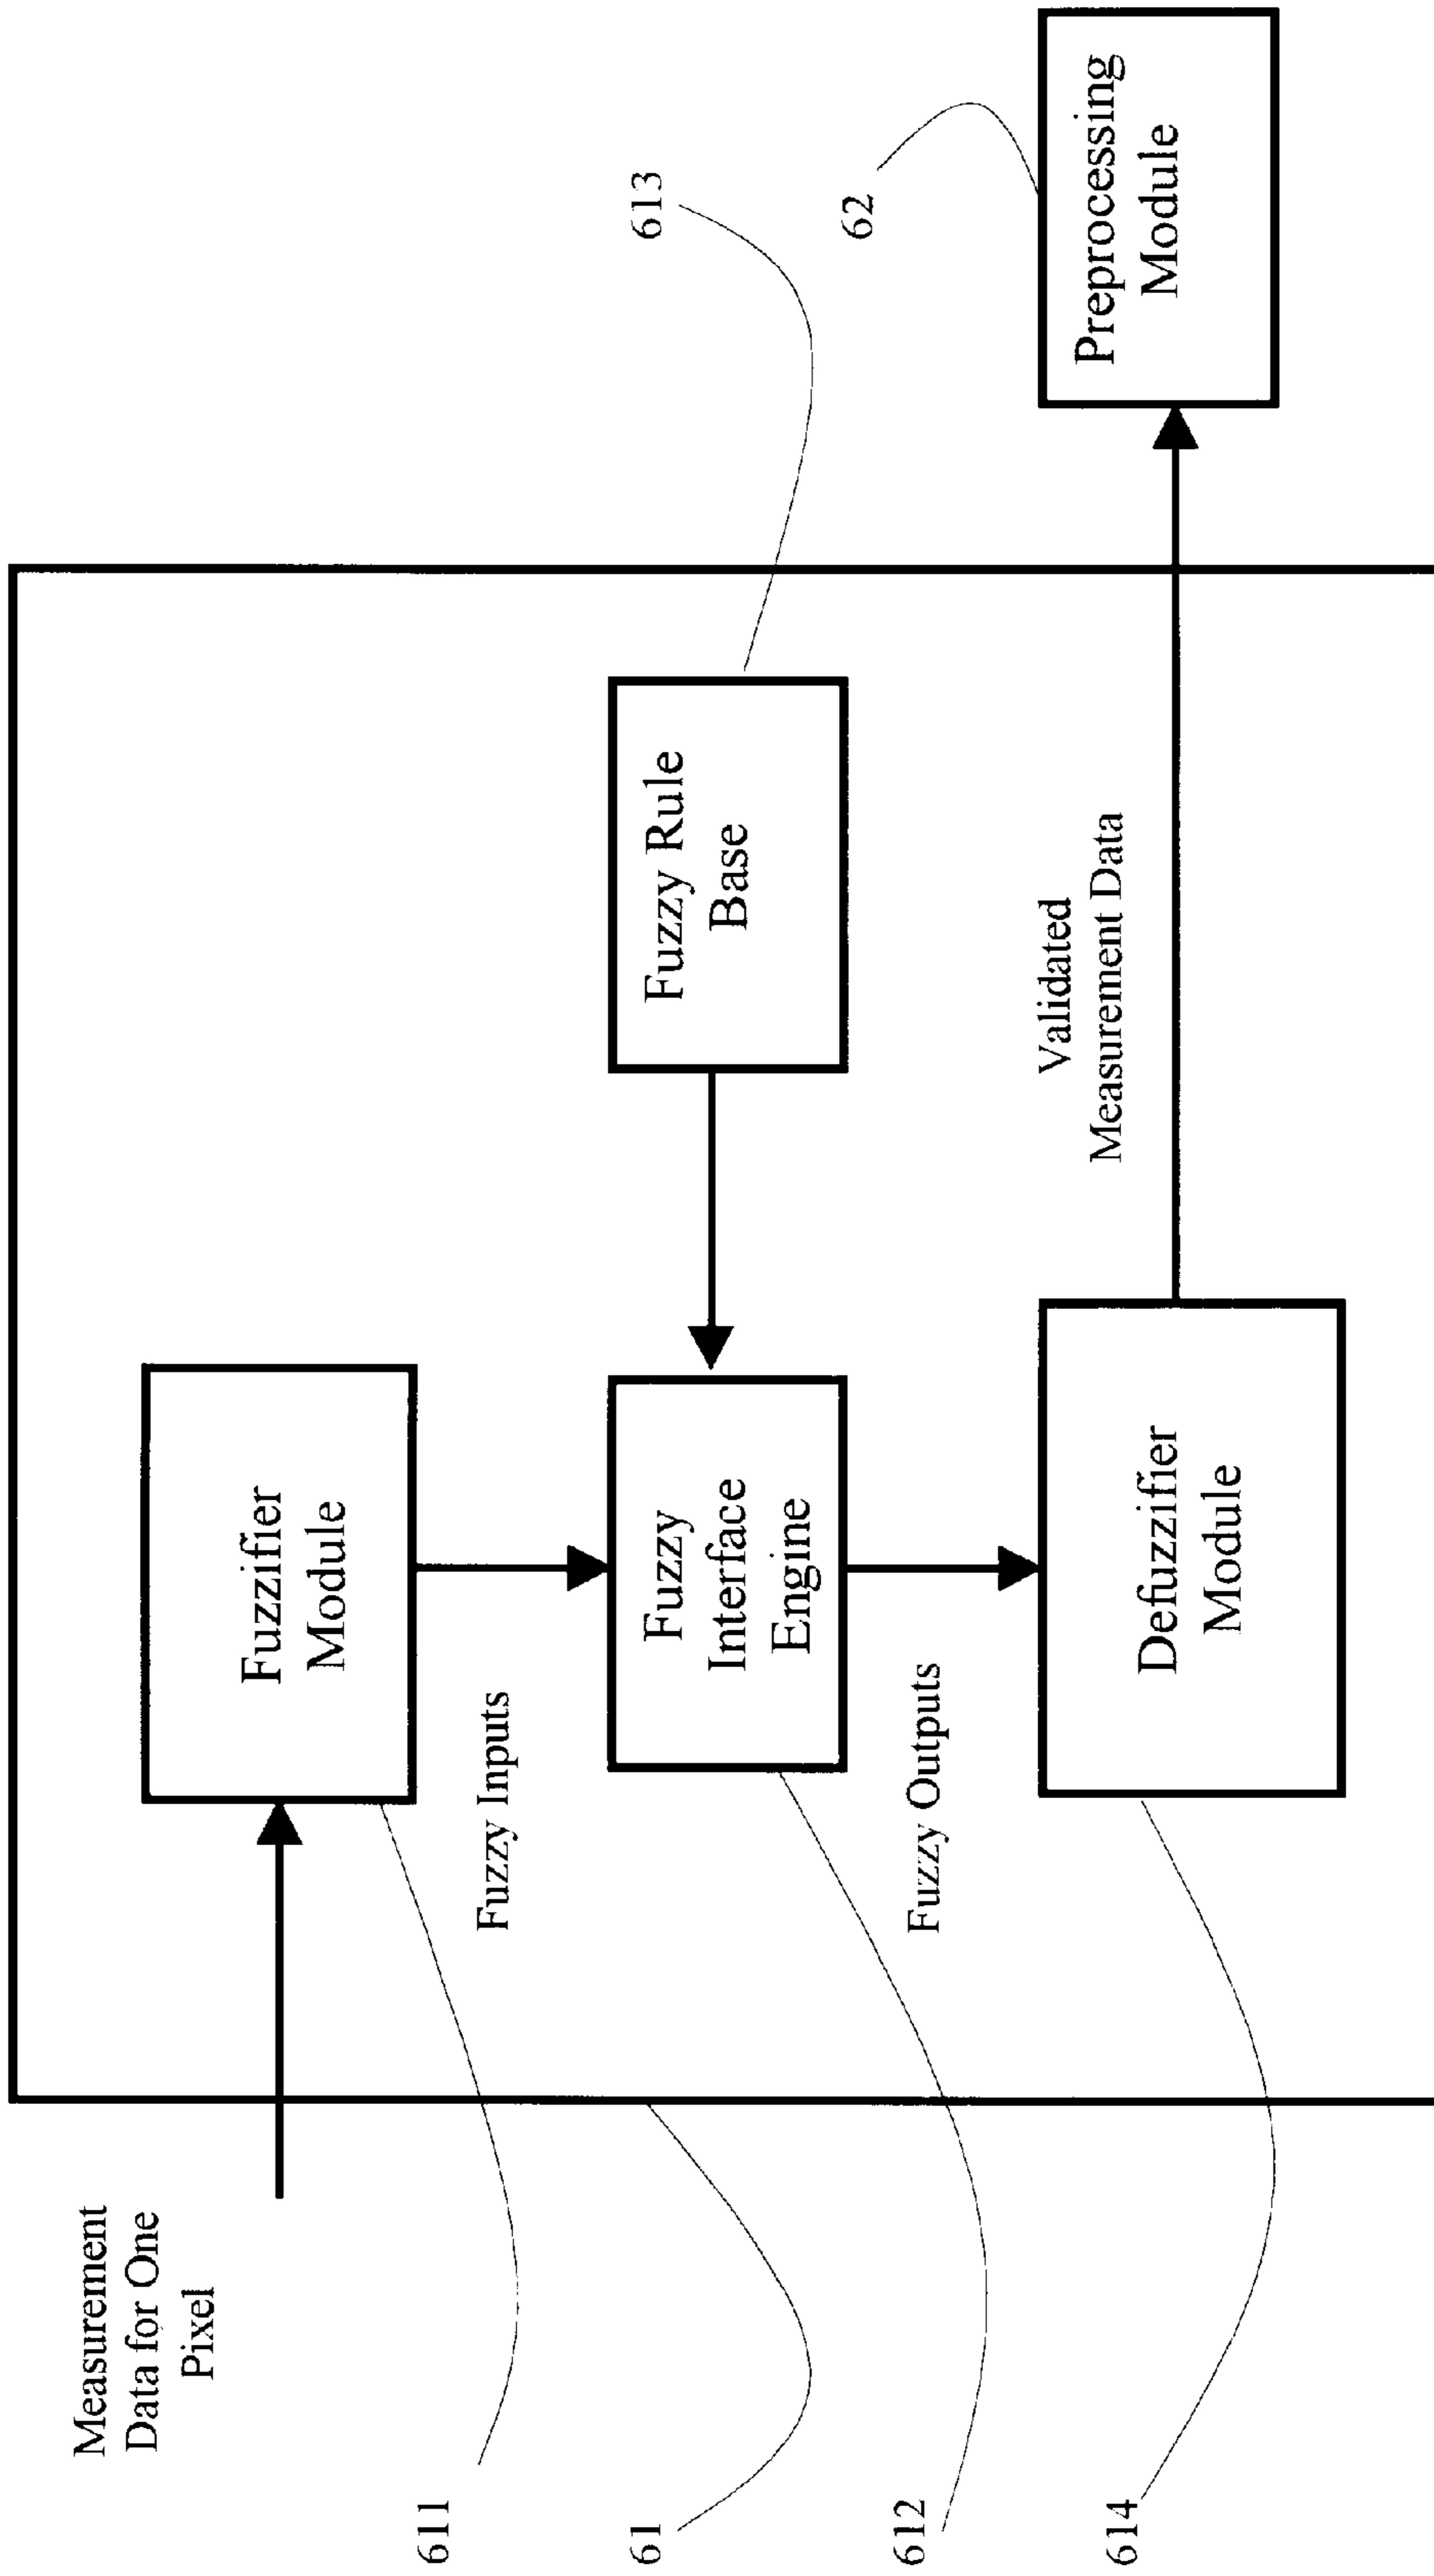 Measurement
Data for One
Pixel
Fuzzifier
Module
611
Fuzzy Inputs
61
Fuzzy
Interface
Engine
Fuzzy Rule
Base
613
612
Fuzzy Outputs
614
Defuzzifier
Module
Validated
Measurement Data
62
Preprocessing
Module